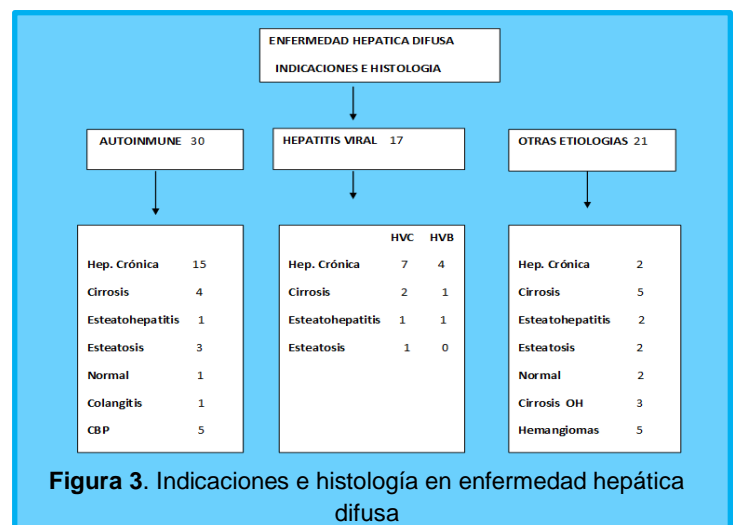 ENFERMEDAD HEPATICA DIFUSA
INDICACIONES E HISTOLOGIA
AUTOINMUNE 30
HEPATITIS VIRAL 17
OTRAS ETIOLOGIAS 21
Hep. Crónica 15
Cirrosis 4
Esteatohepatitis 1
Esteatosis 3
Normal 1
Colangitis 1
CBP 5
HVC HVB
Hep. Crónica 7 4
Cirrosis 2 1
Esteatohepatitis 1 1
Esteatosis 1 0
Hep. Crónica 2
Cirrosis 5
Esteatohepatitis 2
Esteatosis 2
Normal 2
Cirrosis OH 3
Hemangiomas 5
Figura 3. Indicaciones e histología en enfermedad hepática
difusa